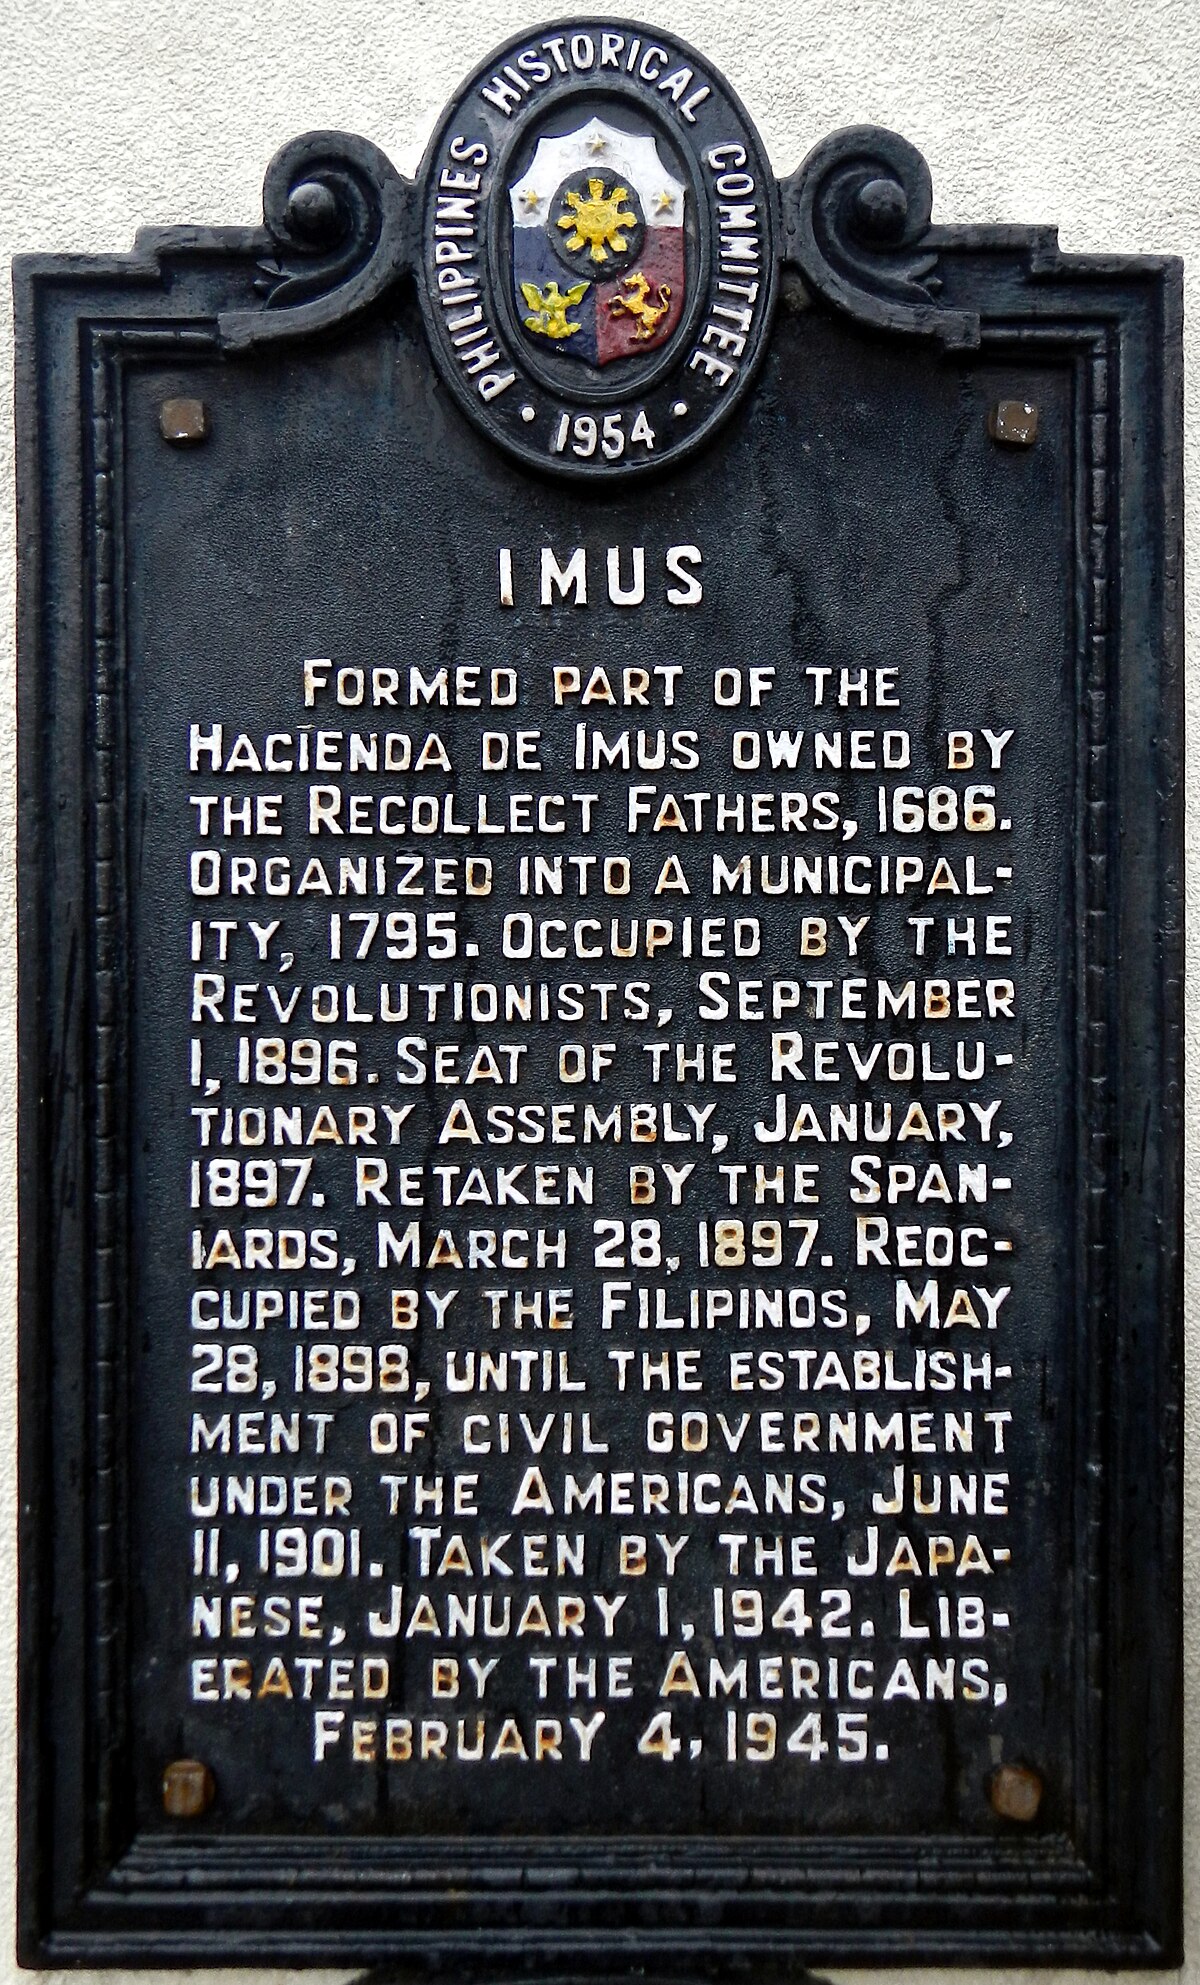 PHILIPPINES HISTORICAL COMMITTEE
• 1954 •
IMUS
FORMED PART OF THE
HACIENDA DE IMUS OWNED BY
THE RECOLLECT FATHERS, 1686.
ORGANIZED INTO A MUNICIPAL-
ITY, 1795. OCCUPIED BY THE
REVOLUTIONISTS, SEPTEMBER
1, 1896. SEAT OF THE REVOLU-
TIONARY ASSEMBLY, JANUARY,
1897. RETAKEN BY THE SPAN-
IARDS, MARCH 28, 1897. REOC-
CUPIED BY THE FILIPINOS, MAY
28, 1898, UNTIL THE ESTABLISH-
MENT OF CIVIL GOVERNMENT
UNDER THE AMERICANS, JUNE
11, 1901. TAKEN BY THE JAPA-
NESE, JANUARY 1, 1942. LIB-
ERATED BY THE AMERICANS,
FEBRUARY 4, 1945.